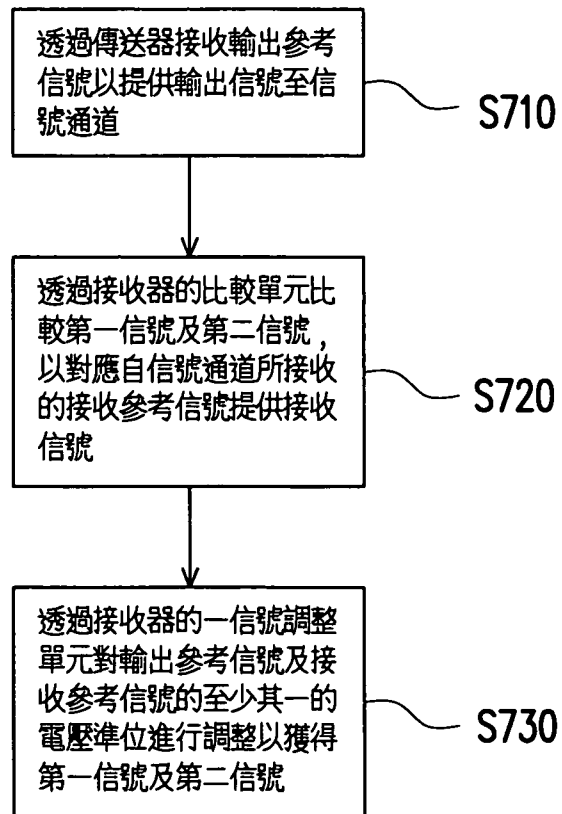 透過傳送器接收輸出參考
信號以提供輸出信號至信
號通道
S710
透過接收器的比較單元比
較第一信號及第二信號,
以對應自信號通道所接收
的接收參考信號提供接收
信號
S720
透過接收器的一信號調整
單元對輸出參考信號及接
收參考信號的至少其一的
電壓準位進行調整以獲得
第一信號及第二信號
S730